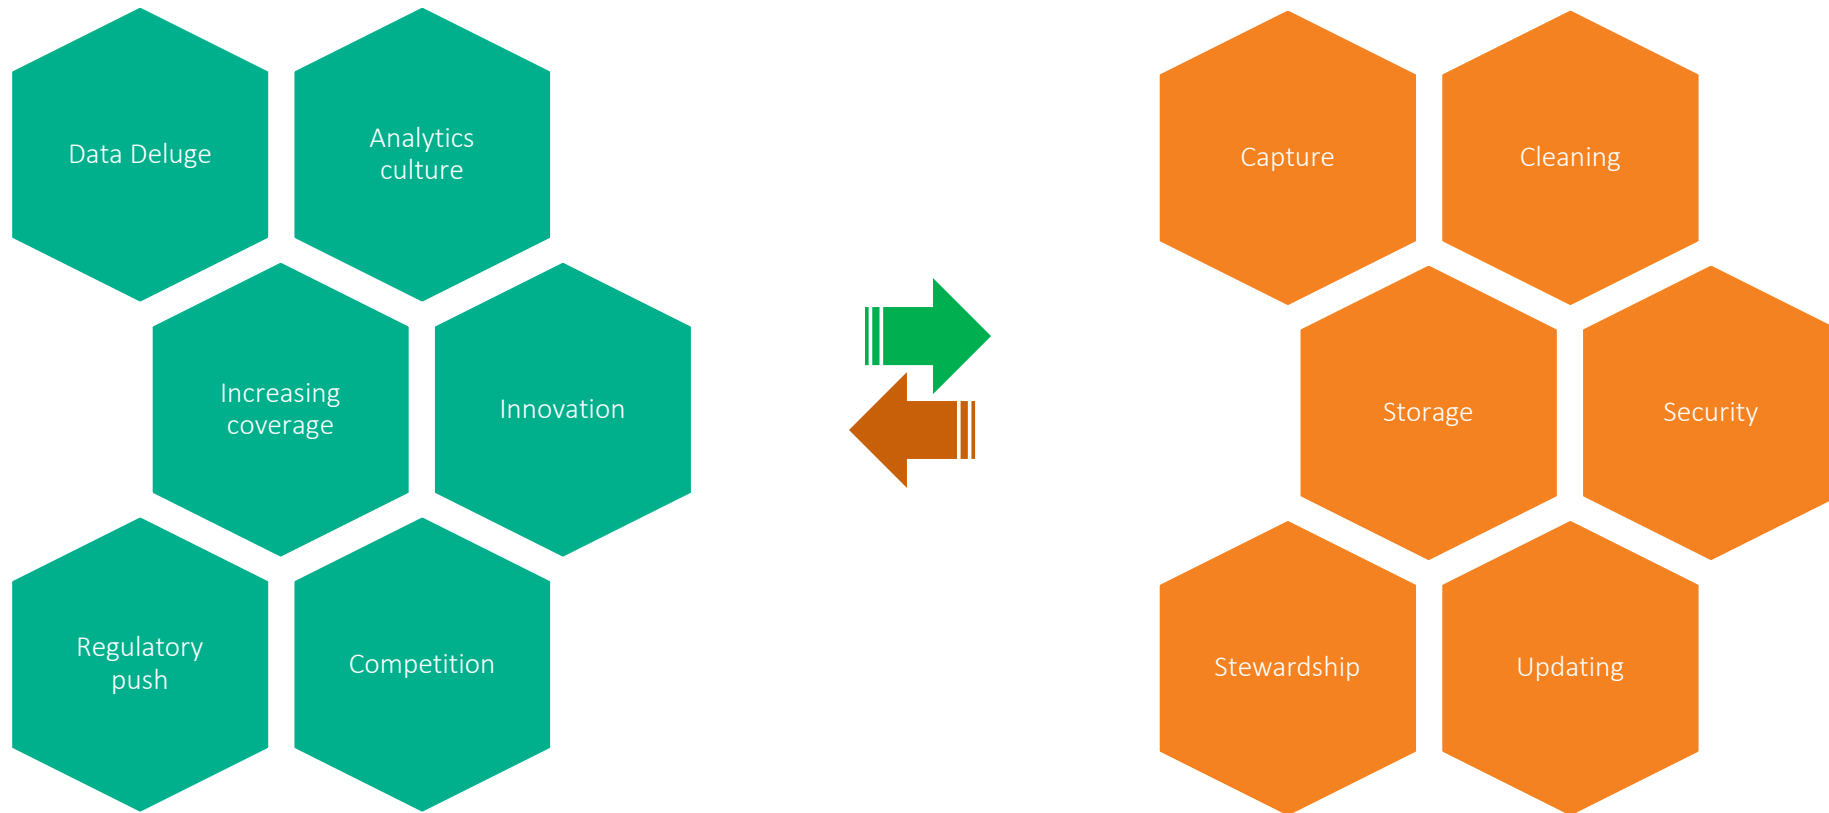 Data Deluge
Analytics
culture
Increasing
coverage
Innovation
Regulatory
push
Competition
Capture
Cleaning
Storage
Security
Stewardship
Updating